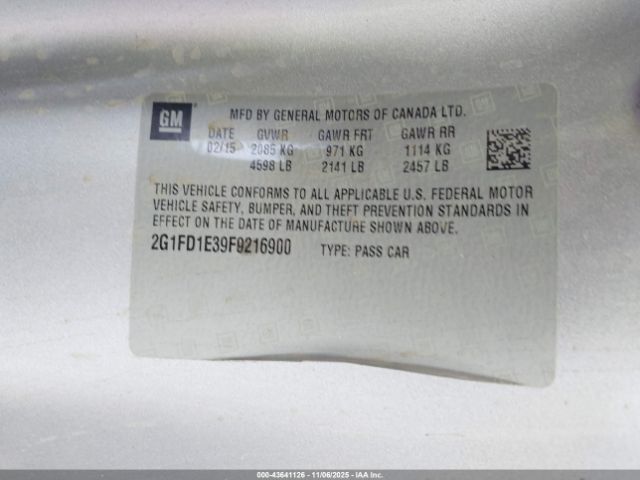 GM
MFD BY GENERAL MOTORS OF CANADA LTD.
DATE GVWR GAWR FRT GAWR RR
02/15 2085 KG 971 KG 1114 KG
4598 LB 2141 LB 2457 LB
THIS VEHICLE CONFORMS TO ALL APPLICABLE U.S. FEDERAL MOTOR
VEHICLE SAFETY, BUMPER, AND THEFT PREVENTION STANDARDS IN
EFFECT ON THE DATE OF MANUFACTURE SHOWN ABOVE.
2G1FD1E39F9216900 TYPE: PASS CAR
000-43641126 - 11/06/2025 - IAA Inc.